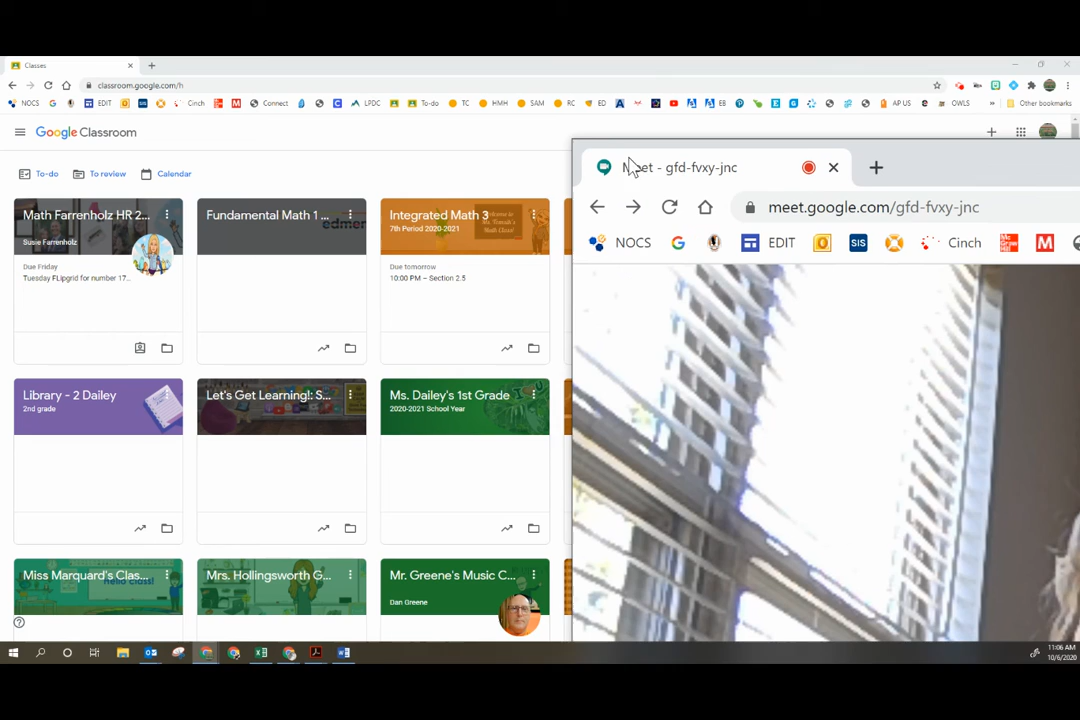 Classes
classroom.google.com/h
NOCS
EDIT
SIS
Cinch
M
Connect
LPDC
To-do
TC
HMH
SAM
RC
ED
EB
AP US
OWLS
»
Other bookmarks
Google Classroom
To-do
To review
Calendar
Math Farrenholz HR 2...
Susie Farrenholz
Due Friday
Tuesday FLipgrid for number 17...
Fundamental Math 1 ...
Integrated Math 3
7th Period 2020-2021
Due tomorrow
10:00 PM – Section 2.5
Library - 2 Dailey
2nd grade
Let's Get Learning!: S...
Ms. Dailey's 1st Grade
2020-2021 School Year
Miss Marquard's Clas...
Mrs. Hollingsworth G...
Mr. Greene's Music C...
Dan Greene
Meet - gfd-fvxy-jnc
meet.google.com/gfd-fvxy-jnc
NOCS
EDIT
SIS
Cinch
M
11:06 AM
10/6/2020